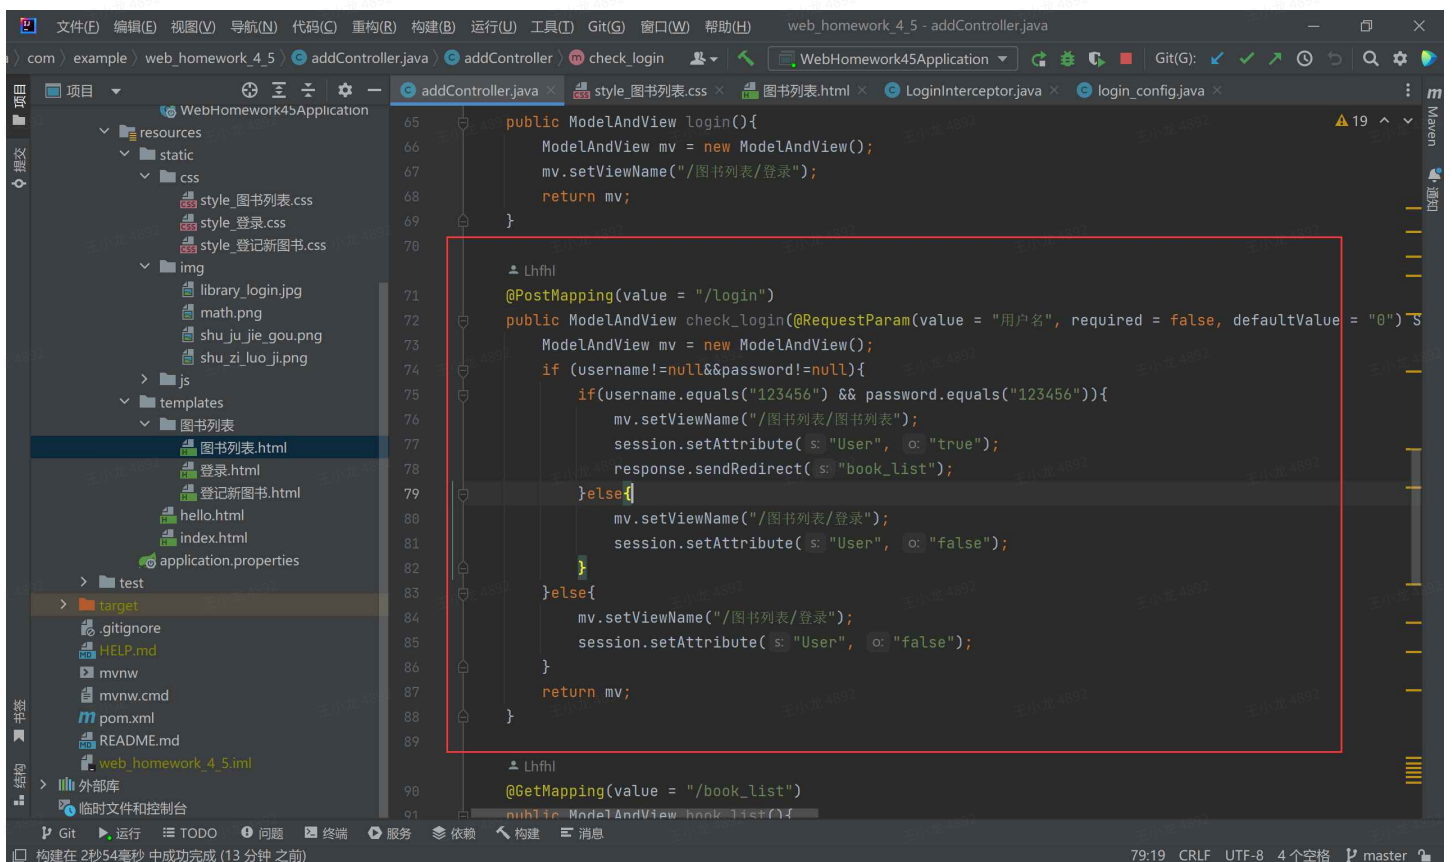 文件(F) 编辑(E) 视图(V) 导航(N) 代码(C) 重构(R) 构建(B) 运行(U) 工具(T) Git(G) 窗口(W) 帮助(H) web_homework_4_5 - addController.java
com 〉 example 〉 web_homework_4_5 〉 addController.java 〉 addController 〉 check_login WebHomework45Application Git(G):
项目
addController.java style_图书列表.css 图书列表.html LoginInterceptor.java login_config.java
项目
提交
书签
结构
WebHomework45Application
resources
static
css
style_图书列表.css
style_登录.css
style_登记新图书.css
img
library_login.jpg
math.png
shu_ju_jie_gou.png
shu_zi_luo_ji.png
js
templates
图书列表
图书列表.html
登录.html
登记新图书.html
hello.html
index.html
application.properties
test
target
.gitignore
HELP.md
mvnw
mvnw.cmd
pom.xml
README.md
web_homework_4_5.iml
外部库
临时文件和控制台
65 public ModelAndView login(){
66 ModelAndView mv = new ModelAndView();
67 mv.setViewName("/图书列表/登录");
68 return mv;
69 }
70
Lhfhl
71 @PostMapping(value = "/login")
72 public ModelAndView check_login(@RequestParam(value = "用户名", required = false, defaultValue = "0") S
73 ModelAndView mv = new ModelAndView();
74 if (username!=null&&password!=null){
75 if(username.equals("123456") && password.equals("123456")){
76 mv.setViewName("/图书列表/图书列表");
77 session.setAttribute( s: "User", o: "true");
78 response.sendRedirect( s: "book_list");
79 }else{
80 mv.setViewName("/图书列表/登录");
81 session.setAttribute( s: "User", o: "false");
82 }
83 }else{
84 mv.setViewName("/图书列表/登录");
85 session.setAttribute( s: "User", o: "false");
86 }
87 return mv;
88 }
89
Lhfhl
90 @GetMapping(value = "/book_list")
91 public ModelAndView book_list(){
19
m Maven
通知
Git 运行 TODO 问题 终端 服务 依赖 构建 消息
构建在 2秒54毫秒 中成功完成 (13 分钟 之前) 79:19 CRLF UTF-8 4 个空格 master
王小龙 4892